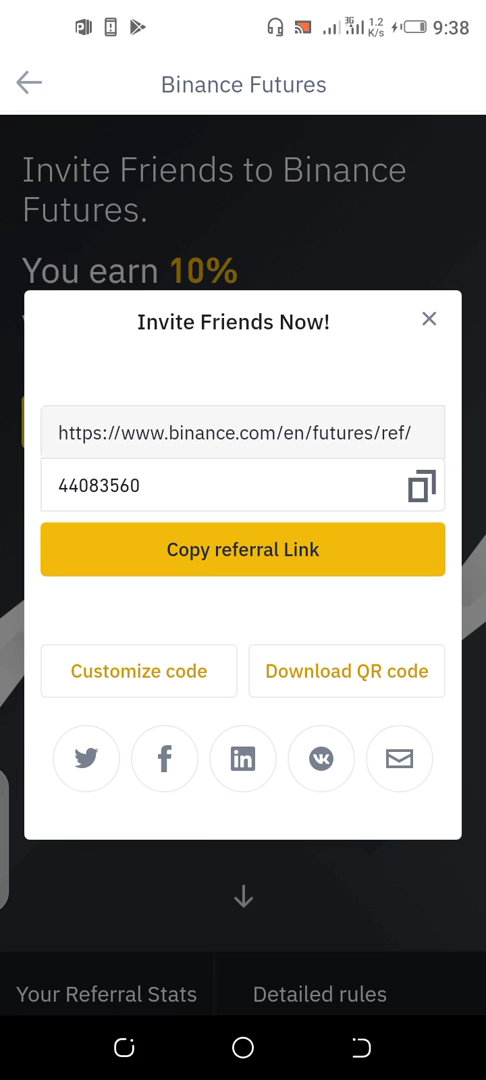 3G 1.2 K/s 9:38
Binance Futures
Invite Friends to Binance
Futures.
You earn 10%
Invite Friends Now!
https://www.binance.com/en/futures/ref/
44083560
Copy referral Link
Customize code
Download QR code
Your Referral Stats
Detailed rules